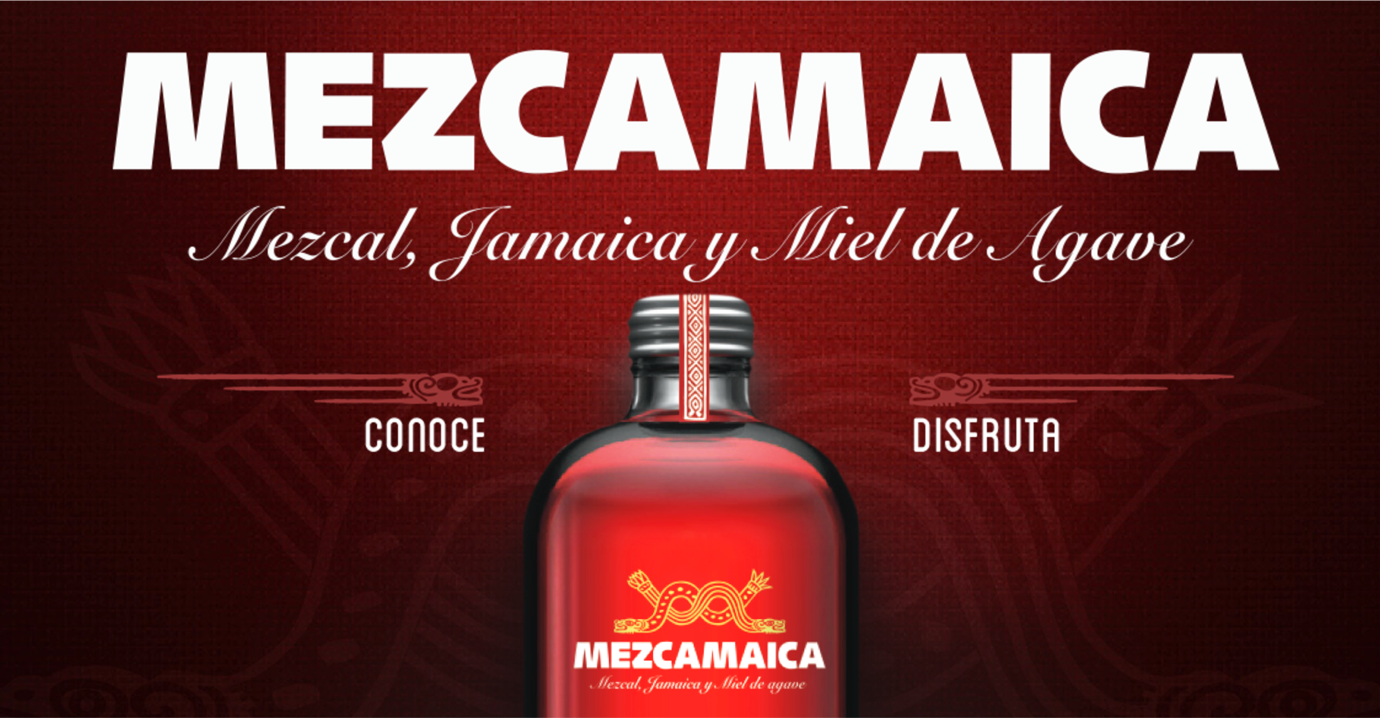 MEZCAMAICA
Mezcal, Jamaica y Miel de Agave
CONOCE
DISFRUTA
MEZCAMAICA
Mezcal, Jamaica y Miel de agave